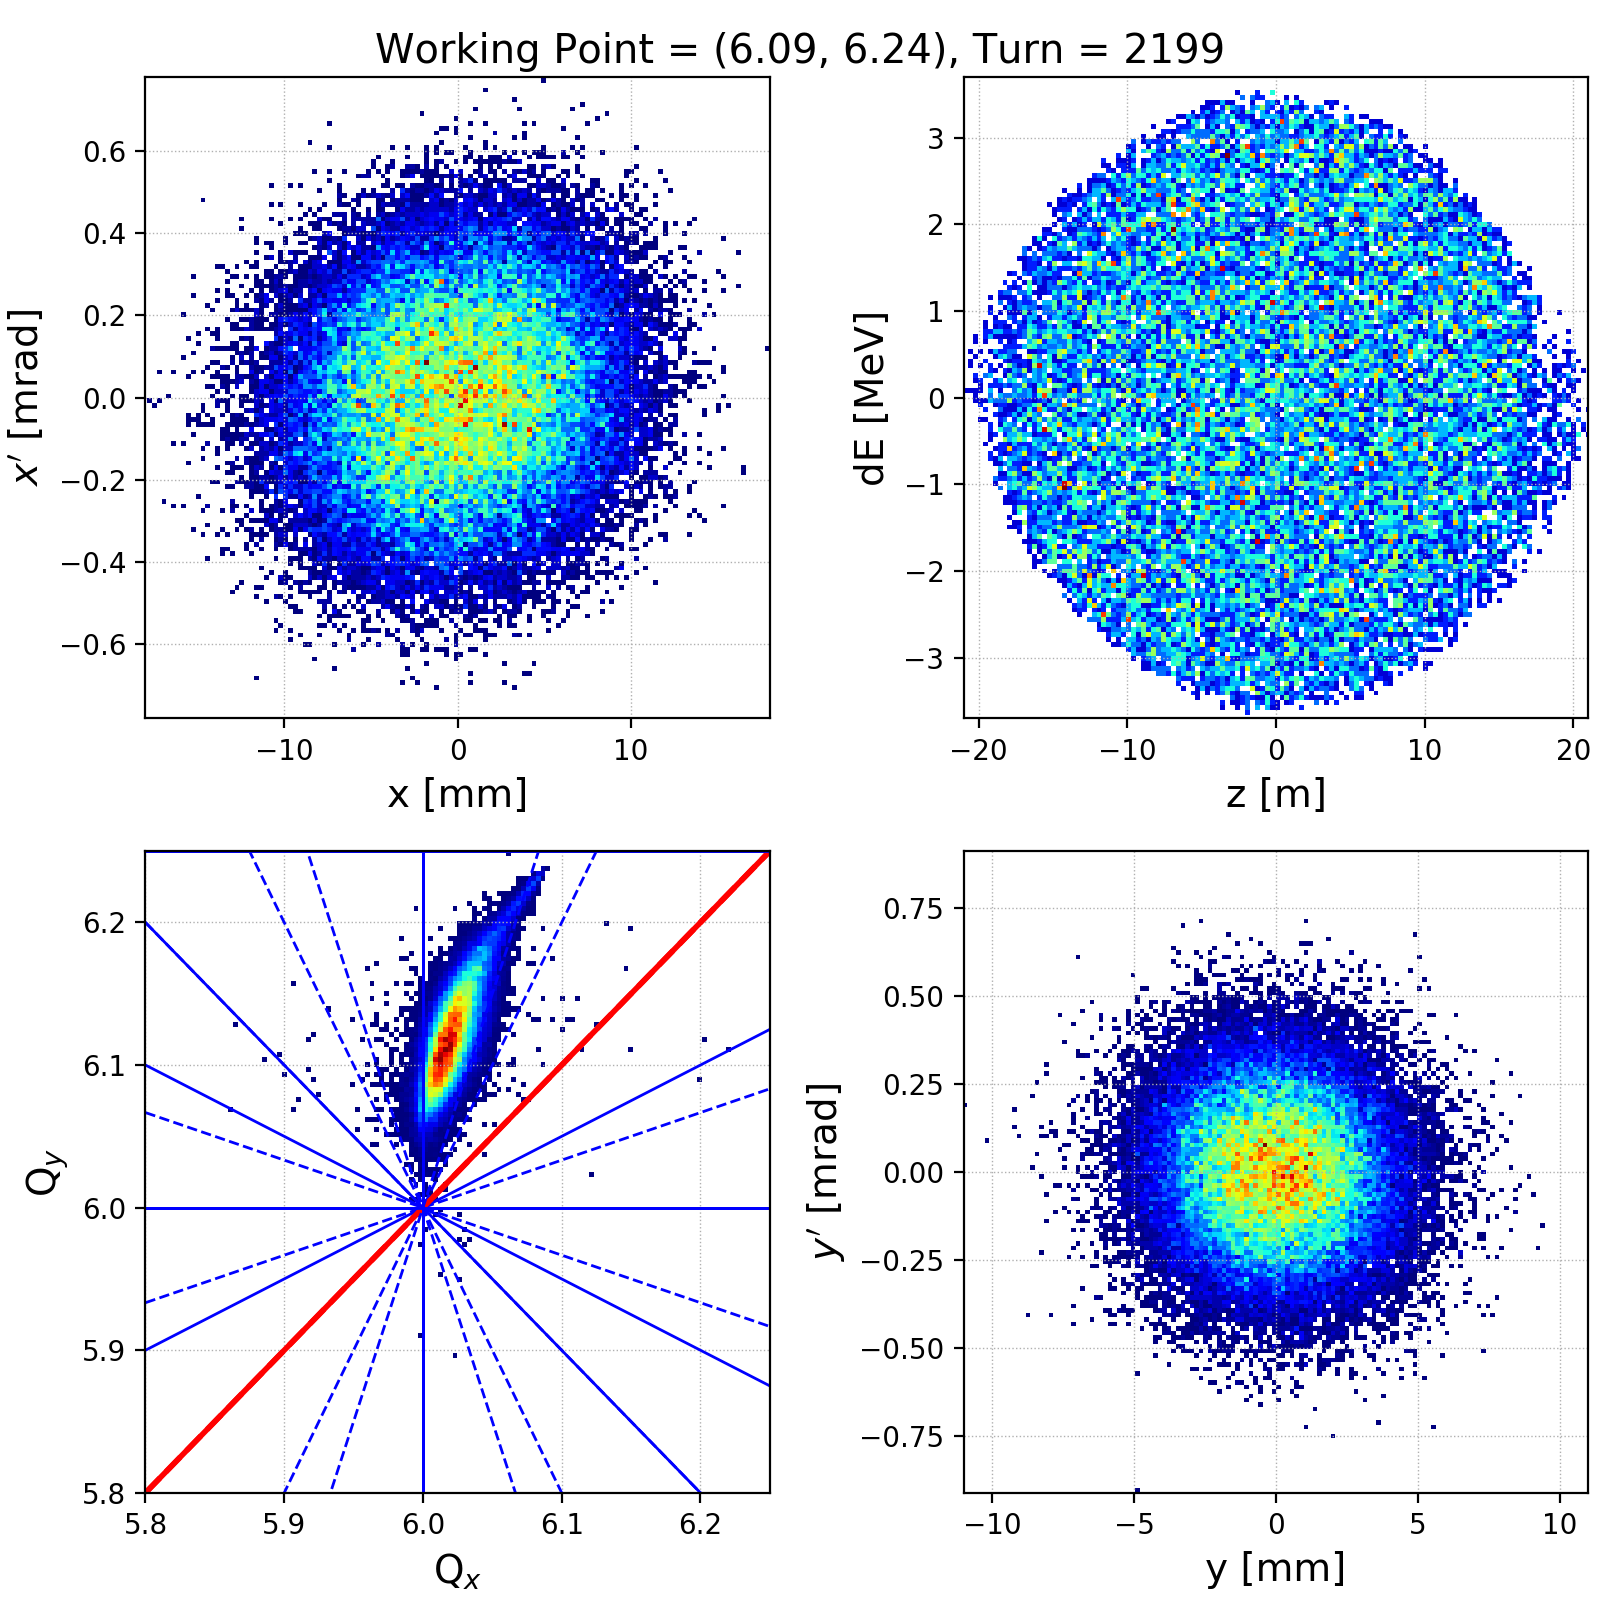 Working Point = (6.09, 6.24), Turn = 2199
0.6
0.4
0.2
0.0
−0.2
−0.4
−0.6
x′ [mrad]
−10 0 10
x [mm]
3
2
1
0
−1
−2
−3
dE [MeV]
−20 −10 0 10 20
z [m]
6.2
6.1
6.0
5.9
5.8
Qy
5.8 5.9 6.0 6.1 6.2
Qx
0.75
0.50
0.25
0.00
−0.25
−0.50
−0.75
y′ [mrad]
−10 −5 0 5 10
y [mm]